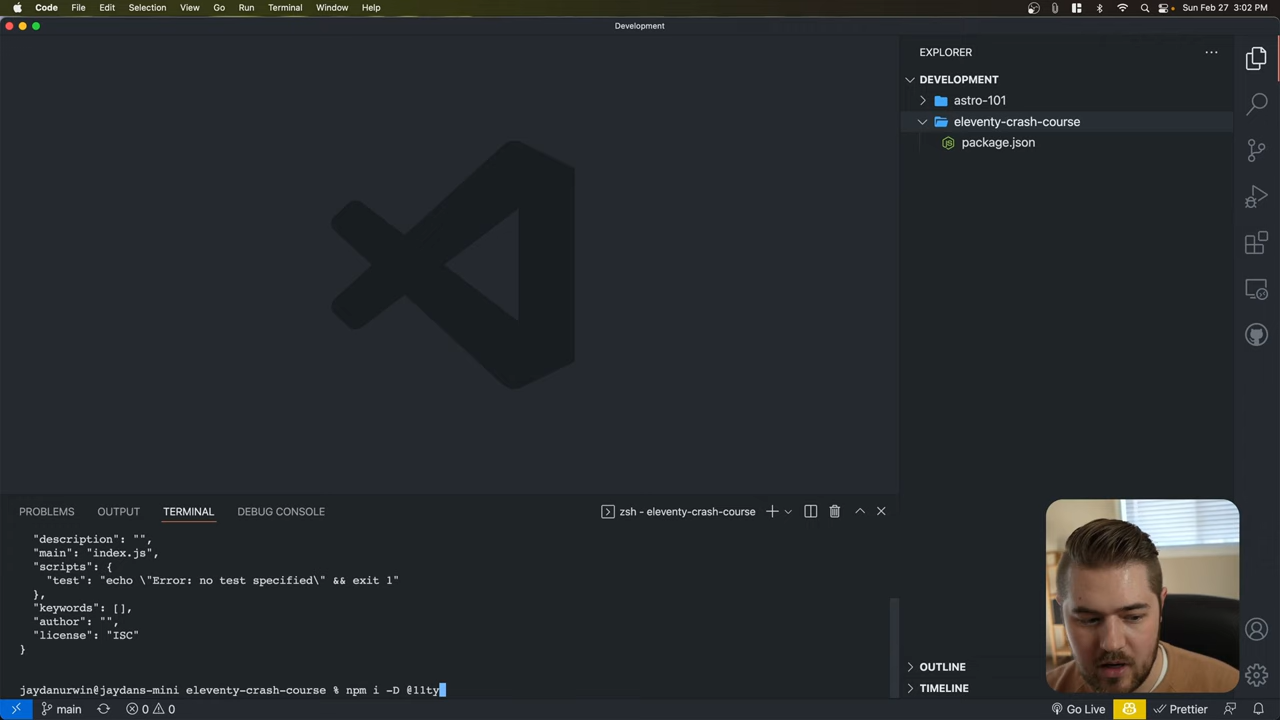 Code File Edit Selection View Go Run Terminal Window Help Sun Feb 27 3:02 PM
Development
EXPLORER
DEVELOPMENT
astro-101
eleventy-crash-course
package.json
PROBLEMS OUTPUT TERMINAL DEBUG CONSOLE zsh - eleventy-crash-course
"description": "",
"main": "index.js",
"scripts": {
"test": "echo \"Error: no test specified\" && exit 1"
},
"keywords": [],
"author": "",
"license": "ISC"
}
jaydanurwin@jaydans-mini eleventy-crash-course % npm i -D @11ty
OUTLINE
TIMELINE
main 0 0 Go Live Prettier